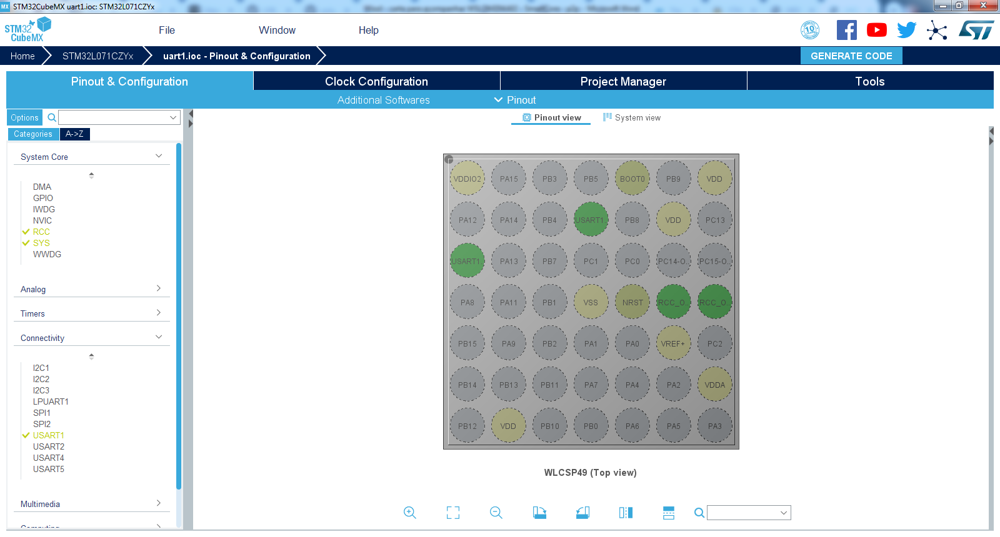 MX STM32CubeMX uart1.ioc: STM32L071CZYx
STM32 CubeMX
File Window Help
10
Home STM32L071CZYx uart1.ioc - Pinout & Configuration GENERATE CODE
Pinout & Configuration Clock Configuration Project Manager Tools
Additional Softwares Pinout
Options
Pinout view System view
Categories A->Z
System Core
DMA
GPIO
IWDG
NVIC
RCC
SYS
WWDG
Analog
Timers
Connectivity
I2C1
I2C2
I2C3
LPUART1
SPI1
SPI2
USART1
USART2
USART4
USART5
Multimedia
Computing
VDDIO2 PA15 PB3 PB5 BOOT0 PB9 VDD
PA12 PA14 PB4 USART1.. PB8 VDD PC13
USART1.. PA13 PB7 PC1 PC0 PC14-O.. PC15-O..
PA8 PA11 PB1 VSS NRST RCC_O.. RCC_O..
PB15 PA9 PB2 PA1 PA0 VREF+ PC2
PB14 PB13 PB11 PA7 PA4 PA2 VDDA
PB12 VDD PB10 PB0 PA6 PA5 PA3
WLCSP49 (Top view)